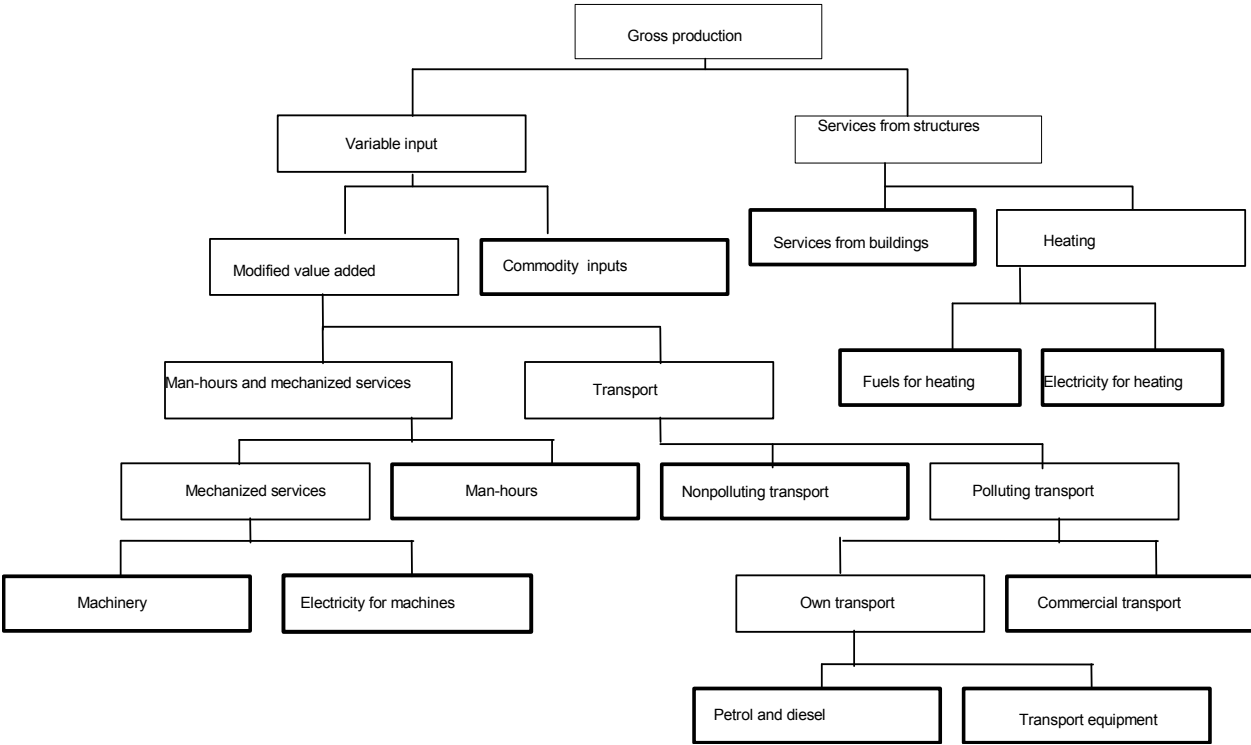 Gross production
Services from structures
Variable input
Services from buildings
Heating
Modified value added
Commodity inputs
Man-hours and mechanized services
Transport
Fuels for heating
Electricity for heating
Mechanized services
Man-hours
Nonpolluting transport
Polluting transport
Machinery
Electricity for machines
Own transport
Commercial transport
Petrol and diesel
Transport equipment